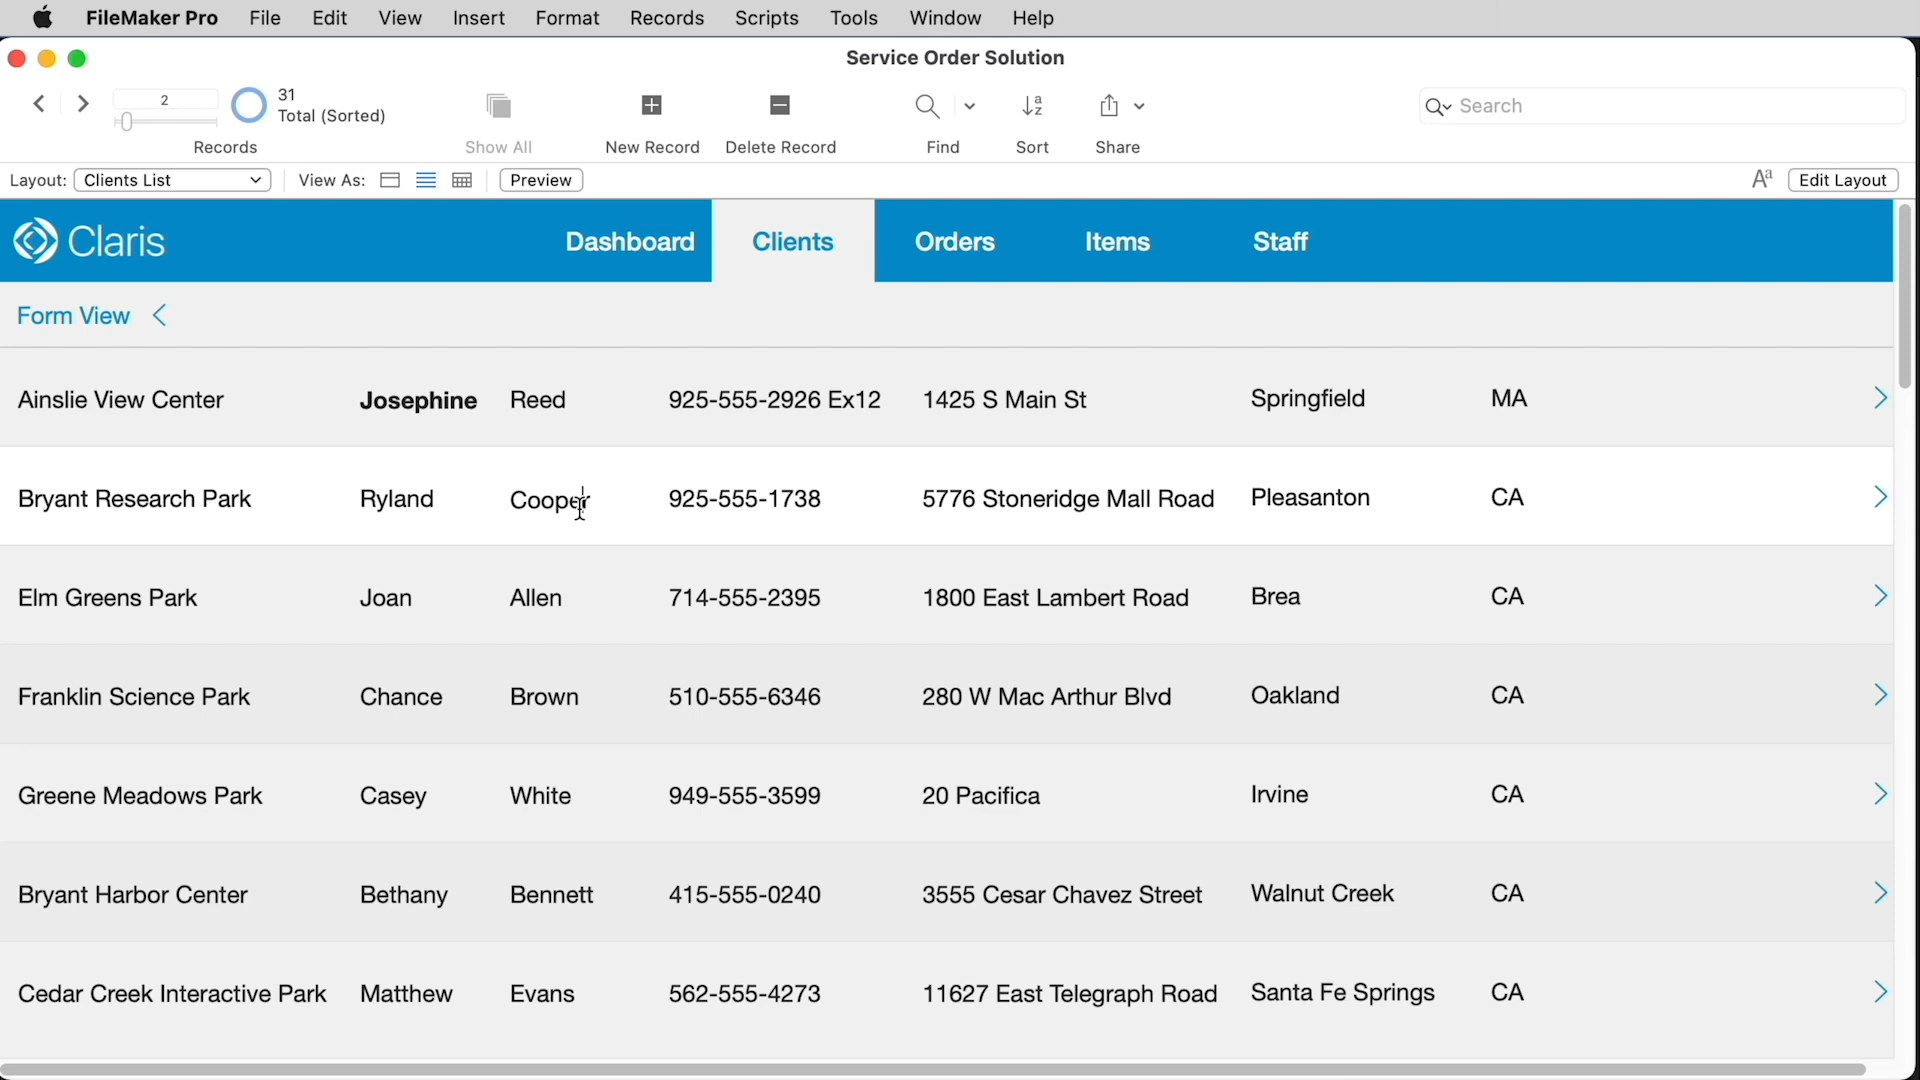 FileMaker Pro File Edit View Insert Format Records Scripts Tools Window Help
Service Order Solution
2 31 Total (Sorted)
Records Show All New Record Delete Record Find Sort Share Search
Layout: Clients List View As: Preview Aa Edit Layout
Claris Dashboard Clients Orders Items Staff
Form View
Ainslie View Center Josephine Reed 925-555-2926 Ex12 1425 S Main St Springfield MA
Bryant Research Park Ryland Cooper 925-555-1738 5776 Stoneridge Mall Road Pleasanton CA
Elm Greens Park Joan Allen 714-555-2395 1800 East Lambert Road Brea CA
Franklin Science Park Chance Brown 510-555-6346 280 W Mac Arthur Blvd Oakland CA
Greene Meadows Park Casey White 949-555-3599 20 Pacifica Irvine CA
Bryant Harbor Center Bethany Bennett 415-555-0240 3555 Cesar Chavez Street Walnut Creek CA
Cedar Creek Interactive Park Matthew Evans 562-555-4273 11627 East Telegraph Road Santa Fe Springs CA